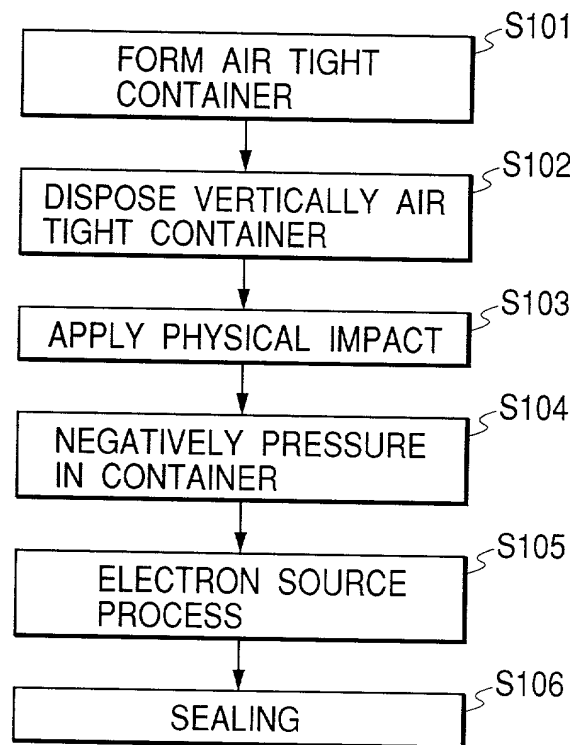 S101
FORM AIR TIGHT
CONTAINER
S102
DISPOSE VERTICALLY AIR
TIGHT CONTAINER
S103
APPLY PHYSICAL IMPACT
S104
NEGATIVELY PRESSURE
IN CONTAINER
S105
ELECTRON SOURCE
PROCESS
S106
SEALING